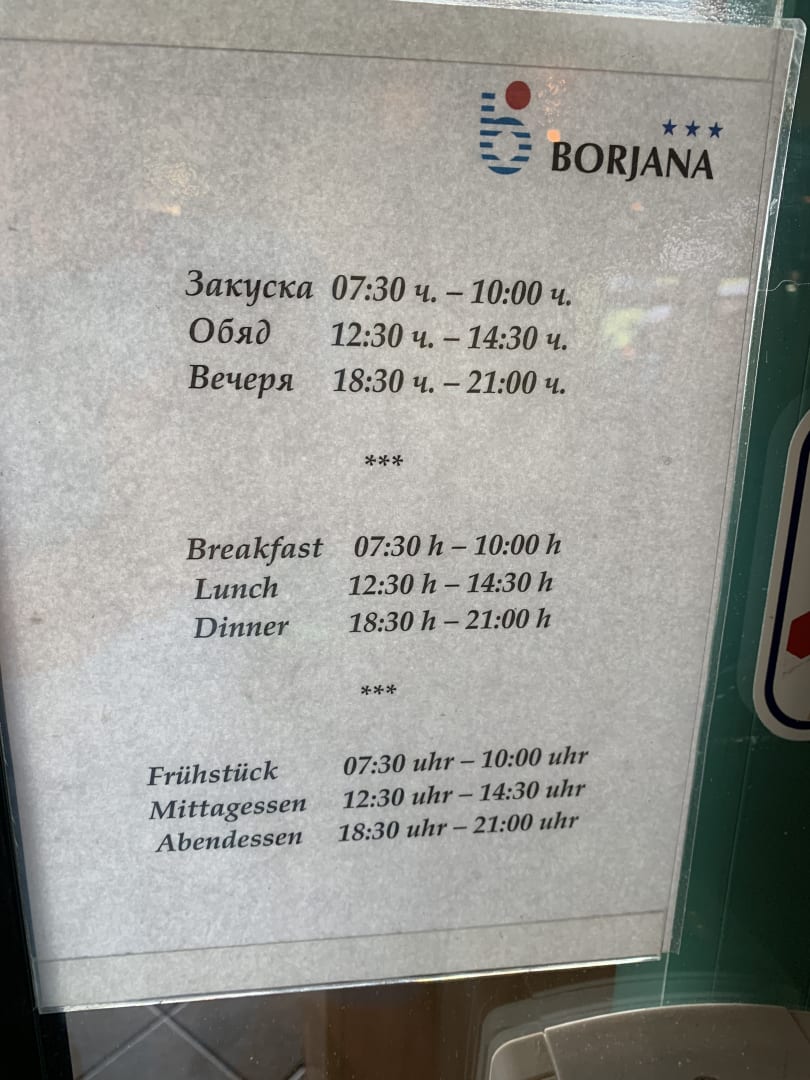 BORJANA
Закуска 07:30 ч. – 10:00 ч.
Обяд 12:30 ч. – 14:30 ч.
Вечеря 18:30 ч. – 21:00 ч.
***
Breakfast 07:30 h – 10:00 h
Lunch 12:30 h – 14:30 h
Dinner 18:30 h – 21:00 h
***
Frühstück 07:30 uhr – 10:00 uhr
Mittagessen 12:30 uhr – 14:30 uhr
Abendessen 18:30 uhr – 21:00 uhr